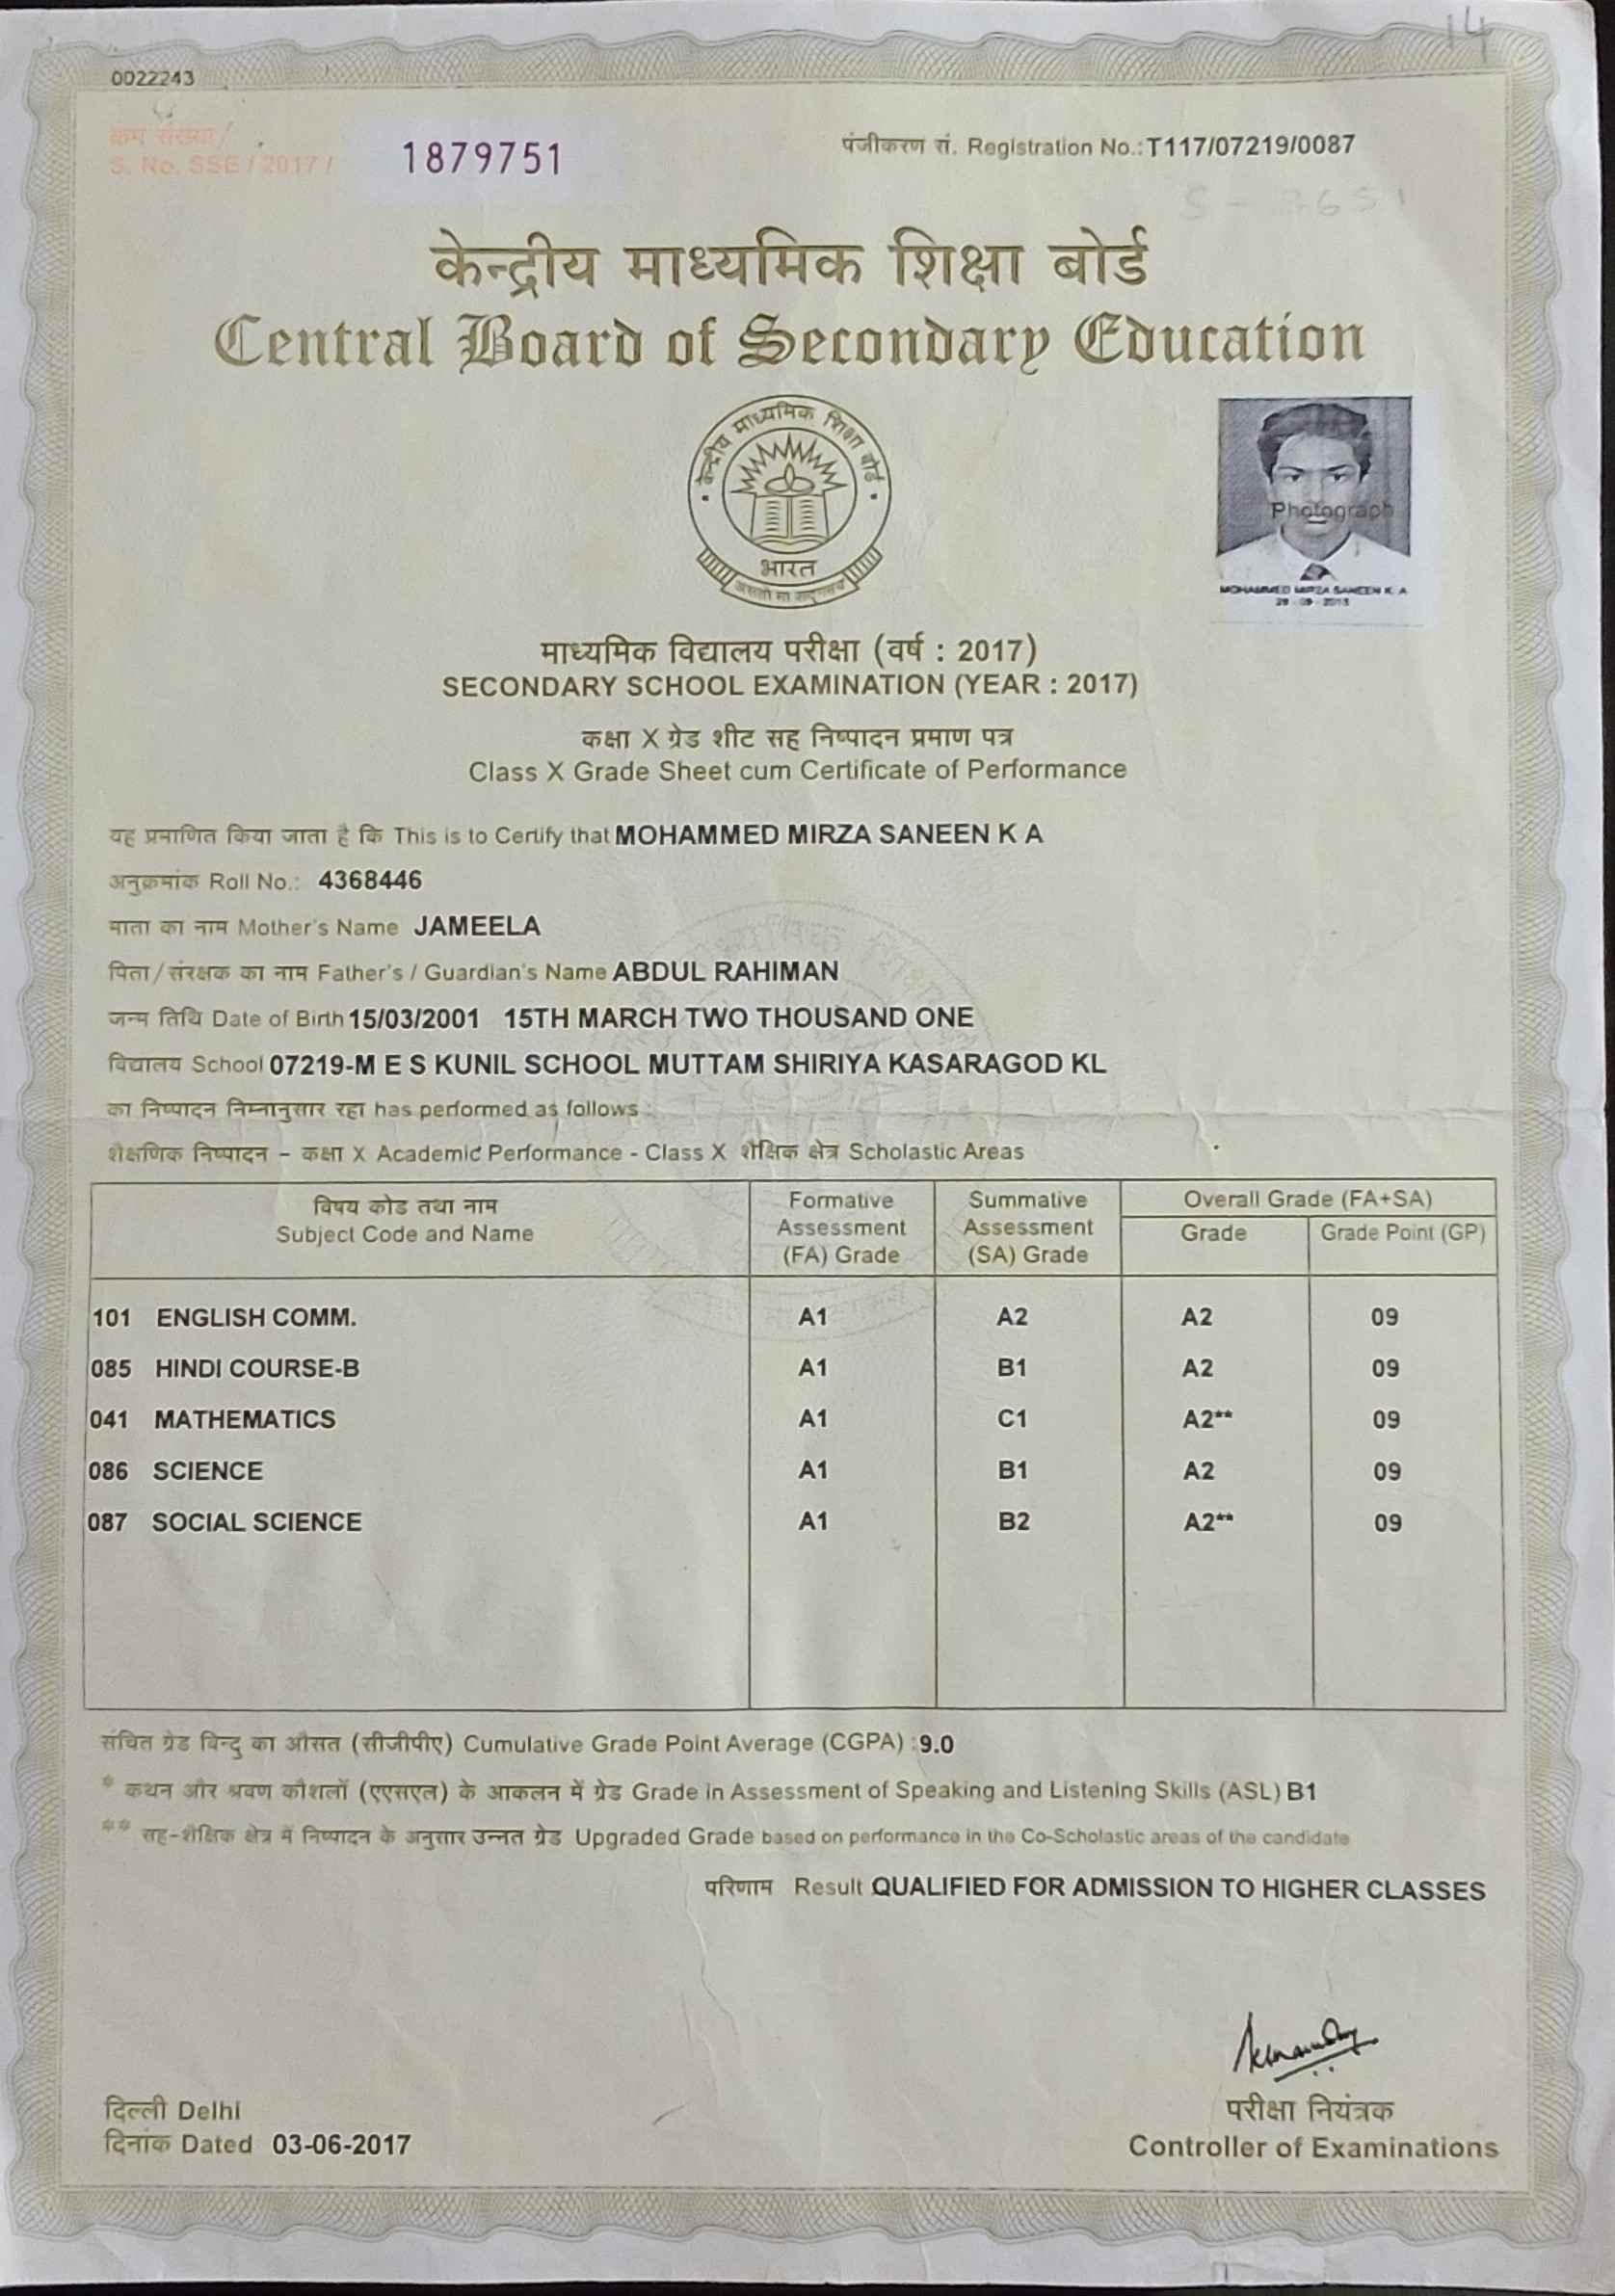 14
0022243
क्रम संख्या/
S. No. SSE / 2017 /
1879751
पंजीकरण सं. Registration No.: T117/07219/0087
केन्द्रीय माध्यमिक शिक्षा बोर्ड
Central Board of Secondary Education
केन्द्रीय माध्यमिक शिक्षा बोर्ड
भारत
असतो मा सद्गमय
Photograph
MOHAMMED MIRZA SANEEN K A
माध्यमिक विद्यालय परीक्षा (वर्ष : 2017)
SECONDARY SCHOOL EXAMINATION (YEAR : 2017)
कक्षा X ग्रेड शीट सह निष्पादन प्रमाण पत्र
Class X Grade Sheet cum Certificate of Performance
यह प्रमाणित किया जाता है कि This is to Certify that MOHAMMED MIRZA SANEEN K A
अनुक्रमांक Roll No.: 4368446
माता का नाम Mother's Name JAMEELA
पिता / संरक्षक का नाम Father's / Guardian's Name ABDUL RAHIMAN
जन्म तिथि Date of Birth 15/03/2001 15TH MARCH TWO THOUSAND ONE
विद्यालय School 07219-M E S KUNIL SCHOOL MUTTAM SHIRIYA KASARAGOD KL
का निष्पादन निम्नानुसार रहा has performed as follows :
शैक्षणिक निष्पादन - कक्षा X Academic Performance - Class X शैक्षिक क्षेत्र Scholastic Areas
विषय कोड तथा नाम
Subject Code and Name
Formative
Assessment
(FA) Grade
Summative
Assessment
(SA) Grade
Overall Grade (FA+SA)
Grade
Grade Point (GP)
101 ENGLISH COMM. A1 A2 A2 09
085 HINDI COURSE-B A1 B1 A2 09
041 MATHEMATICS A1 C1 A2** 09
086 SCIENCE A1 B1 A2 09
087 SOCIAL SCIENCE A1 B2 A2** 09
संचित ग्रेड बिन्दु का औसत (सीजीपीए) Cumulative Grade Point Average (CGPA) : 9.0
* कथन और श्रवण कौशलों (एएसएल) के आकलन में ग्रेड Grade in Assessment of Speaking and Listening Skills (ASL) B1
** सह-शैक्षिक क्षेत्र में निष्पादन के अनुसार उन्नत ग्रेड Upgraded Grade based on performance in the Co-Scholastic areas of the candidate
परिणाम Result QUALIFIED FOR ADMISSION TO HIGHER CLASSES
दिल्ली Delhi
दिनांक Dated 03-06-2017
परीक्षा नियंत्रक
Controller of Examinations